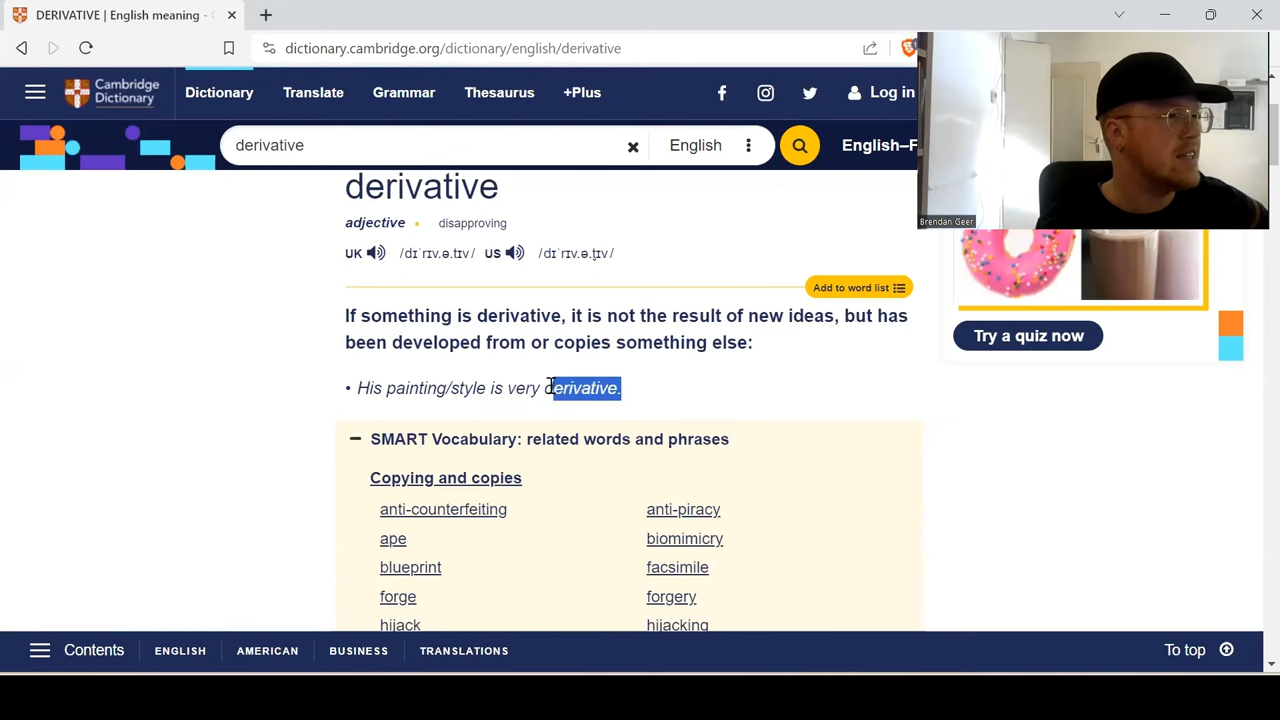 DERIVATIVE | English meaning -
dictionary.cambridge.org/dictionary/english/derivative
Cambridge
Dictionary
Dictionary
Translate
Grammar
Thesaurus
+Plus
Log in
derivative
English
English–F
Brendan Geer
derivative
adjective
disapproving
UK /dɪˈrɪv.ə.tɪv/ US /dɪˈrɪv.ə.t̬ɪv/
Add to word list
If something is derivative, it is not the result of new ideas, but has
been developed from or copies something else:
• His painting/style is very derivative.
Try a quiz now
SMART Vocabulary: related words and phrases
Copying and copies
anti-counterfeiting
anti-piracy
ape
biomimicry
blueprint
facsimile
forge
forgery
hijack
hijacking
Contents
ENGLISH
AMERICAN
BUSINESS
TRANSLATIONS
To top